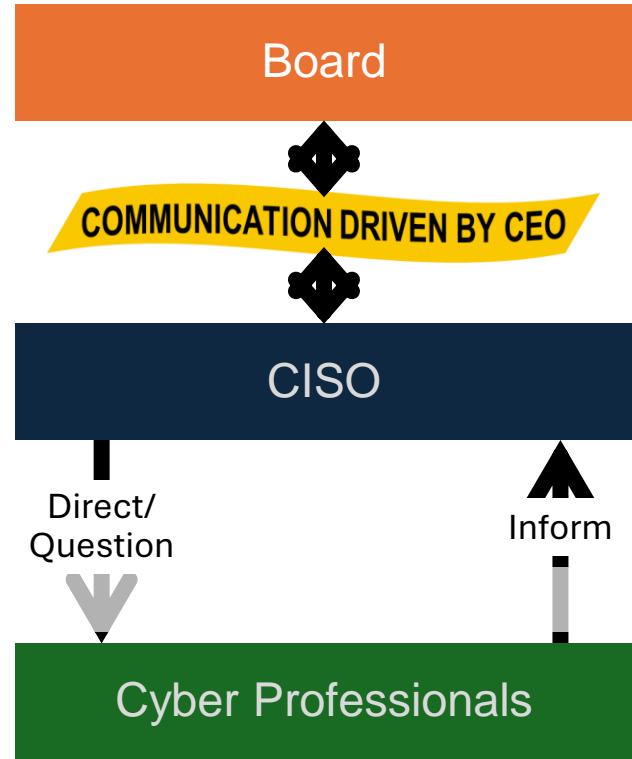 Board
COMMUNICATION DRIVEN BY CEO
CISO
Direct/
Question
Inform
Cyber Professionals